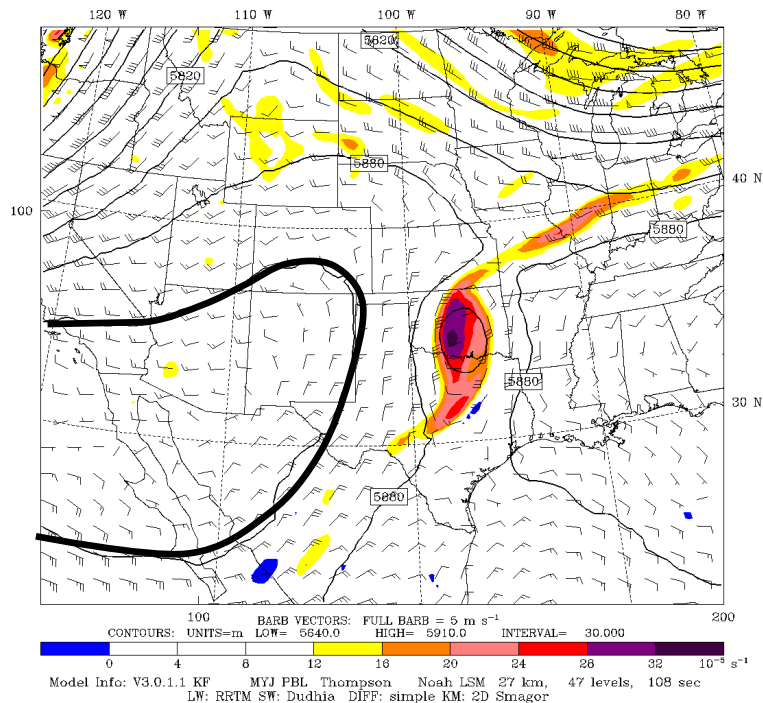 120 W 110 W 100 W 90 W 80 W
5820
5820
5880
40 N
100
5880
5880
30 N
5880
100 200
BARB VECTORS: FULL BARB = 5 m s⁻¹
CONTOURS: UNITS=m LOW= 5640.0 HIGH= 5910.0 INTERVAL= 30.000
0 4 8 12 16 20 24 28 32 10⁻⁵ s⁻¹
Model Info: V3.0.1.1 KF MYJ PBL Thompson Noah LSM 27 km, 47 levels, 108 sec
LW: RRTM SW: Dudhia DIFF: simple KM: 2D Smagor